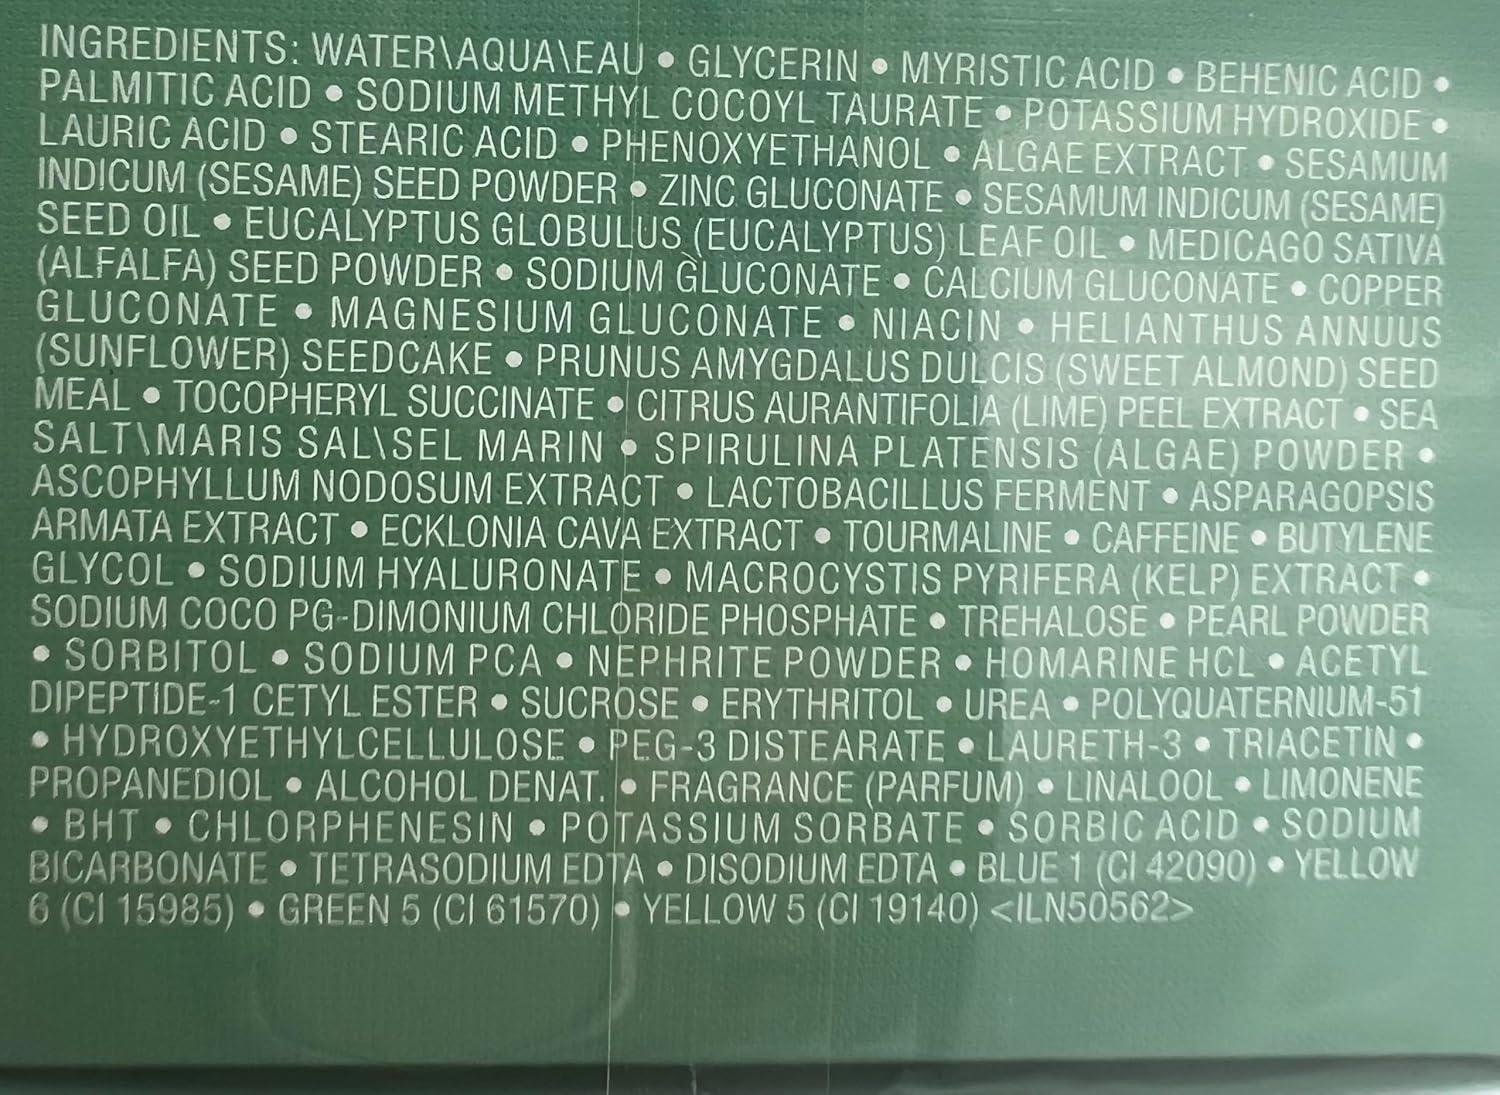 INGREDIENTS: WATER\AQUA\EAU • GLYCERIN • MYRISTIC ACID • BEHENIC ACID •
PALMITIC ACID • SODIUM METHYL COCOYL TAURATE • POTASSIUM HYDROXIDE •
LAURIC ACID • STEARIC ACID • PHENOXYETHANOL • ALGAE EXTRACT • SESAMUM
INDICUM (SESAME) SEED POWDER • ZINC GLUCONATE • SESAMUM INDICUM (SESAME)
SEED OIL • EUCALYPTUS GLOBULUS (EUCALYPTUS) LEAF OIL • MEDICAGO SATIVA
(ALFALFA) SEED POWDER • SODIUM GLUCONATE • CALCIUM GLUCONATE • COPPER
GLUCONATE • MAGNESIUM GLUCONATE • NIACIN • HELIANTHUS ANNUUS
(SUNFLOWER) SEEDCAKE • PRUNUS AMYGDALUS DULCIS (SWEET ALMOND) SEED
MEAL • TOCOPHERYL SUCCINATE • CITRUS AURANTIFOLIA (LIME) PEEL EXTRACT • SEA
SALT\MARIS SAL\SEL MARIN • SPIRULINA PLATENSIS (ALGAE) POWDER •
ASCOPHYLLUM NODOSUM EXTRACT • LACTOBACILLUS FERMENT • ASPARAGOPSIS
ARMATA EXTRACT • ECKLONIA CAVA EXTRACT • TOURMALINE • CAFFEINE • BUTYLENE
GLYCOL • SODIUM HYALURONATE • MACROCYSTIS PYRIFERA (KELP) EXTRACT •
SODIUM COCO PG-DIMONIUM CHLORIDE PHOSPHATE • TREHALOSE • PEARL POWDER
• SORBITOL • SODIUM PCA • NEPHRITE POWDER • HOMARINE HCL • ACETYL
DIPEPTIDE-1 CETYL ESTER • SUCROSE • ERYTHRITOL • UREA • POLYQUATERNIUM-51
• HYDROXYETHYLCELLULOSE • PEG-3 DISTEARATE • LAURETH-3 • TRIACETIN •
PROPANEDIOL • ALCOHOL DENAT. • FRAGRANCE (PARFUM) • LINALOOL • LIMONENE
• BHT • CHLORPHENESIN • POTASSIUM SORBATE • SORBIC ACID • SODIUM
BICARBONATE • TETRASODIUM EDTA • DISODIUM EDTA • BLUE 1 (CI 42090) • YELLOW
6 (CI 15985) • GREEN 5 (CI 61570) • YELLOW 5 (CI 19140) <ILN50562>